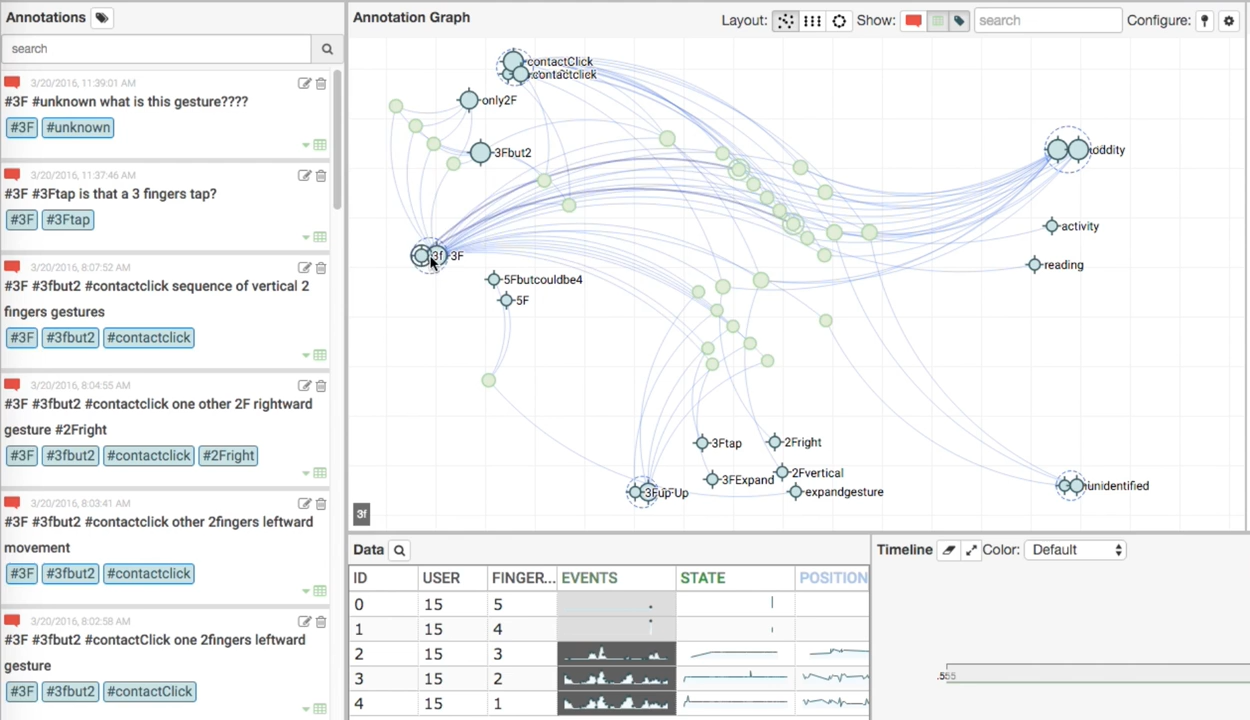 Annotations
search
3/20/2016, 11:39:01 AM
#3F #unknown what is this gesture????
#3F #unknown
3/20/2016, 11:37:46 AM
#3F #3Ftap is that a 3 fingers tap?
#3F #3Ftap
3/20/2016, 8:07:52 AM
#3F #3fbut2 #contactclick sequence of vertical 2
fingers gestures
#3F #3fbut2 #contactclick
3/20/2016, 8:04:55 AM
#3F #3fbut2 #contactclick one other 2F rightward
gesture #2Fright
#3F #3fbut2 #contactclick #2Fright
3/20/2016, 8:03:41 AM
#3F #3fbut2 #contactclick other 2fingers leftward
movement
#3F #3fbut2 #contactclick
3/20/2016, 8:02:58 AM
#3F #3fbut2 #contactClick one 2fingers leftward
gesture
#3F #3fbut2 #contactClick
Annotation Graph
Layout: Show: search Configure:
contactClick
contactclick
only2F
3Fbut2
oddity
activity
3f 3F
reading
5Fbutcouldbe4
5F
3Ftap
2Fright
2Fvertical
3FExpand
unidentified
expandgesture
3f
Data
ID USER FINGER... EVENTS STATE POSITION
0 15 5
1 15 4
2 15 3
3 15 2
4 15 1
Timeline Color: Default
.555